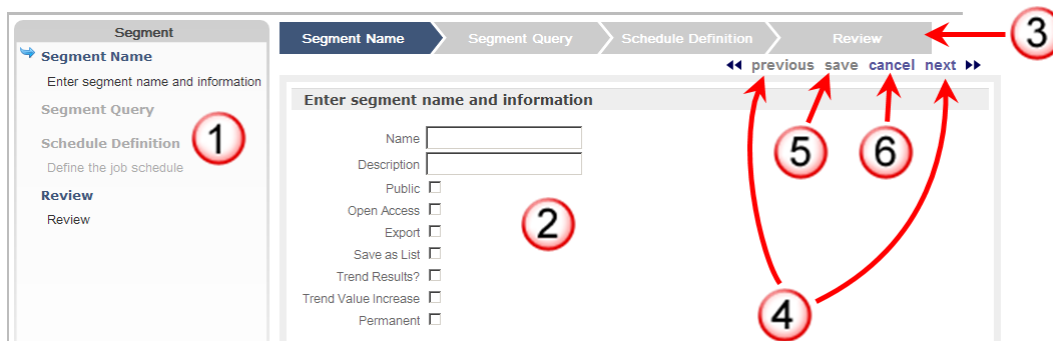 Segment
Segment Name
Enter segment name and information
Segment Query
Schedule Definition
Define the job schedule
Review
Review
1
Segment Name Segment Query Schedule Definition Review
3
previous save cancel next
5 6
Enter segment name and information
Name
Description
Public
Open Access
Export
Save as List
Trend Results?
Trend Value Increase
Permanent
2
4